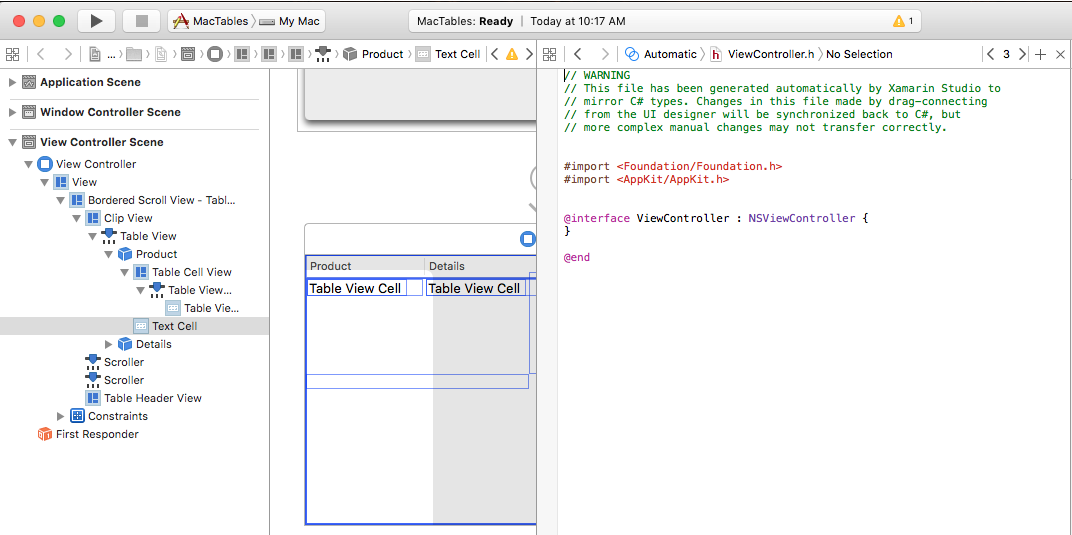 MacTables
My Mac
MacTables: Ready | Today at 10:17 AM
1
...
Product
Text Cell
Automatic
ViewController.h
No Selection
3
Application Scene
Window Controller Scene
View Controller Scene
View Controller
View
Bordered Scroll View - Tabl...
Clip View
Table View
Product
Table Cell View
Table View...
Table Vie...
Text Cell
Details
Scroller
Scroller
Table Header View
Constraints
First Responder
Product
Details
Table View Cell
Table View Cell
// WARNING
// This file has been generated automatically by Xamarin Studio to
// mirror C# types. Changes in this file made by drag-connecting
// from the UI designer will be synchronized back to C#, but
// more complex manual changes may not transfer correctly.
#import <Foundation/Foundation.h>
#import <AppKit/AppKit.h>
@interface ViewController : NSViewController {
}
@end